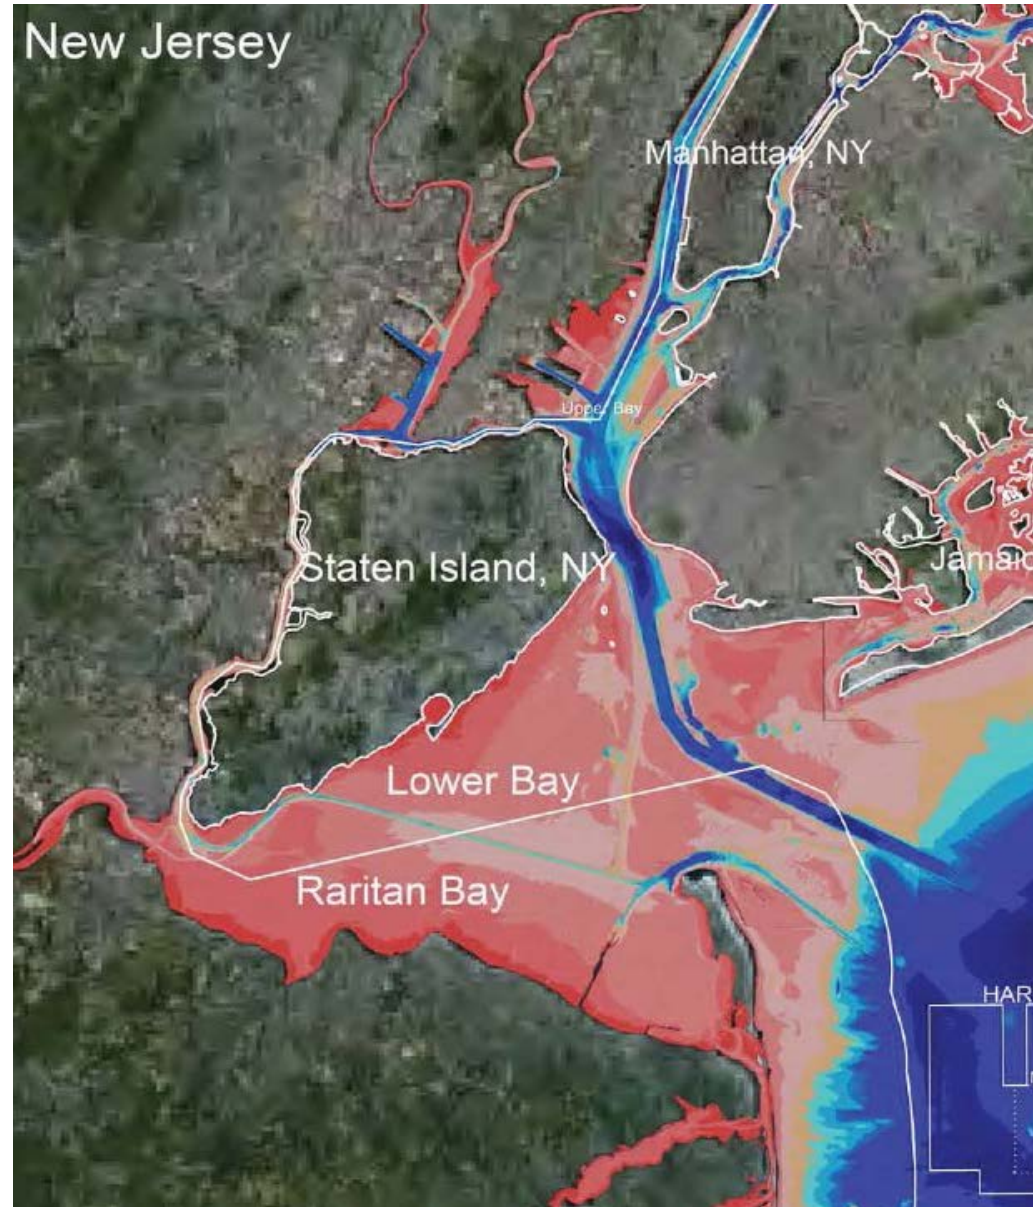 New Jersey
Manhattan, NY
Upper Bay
Staten Island, NY
Jamaic
Lower Bay
Raritan Bay
HAR